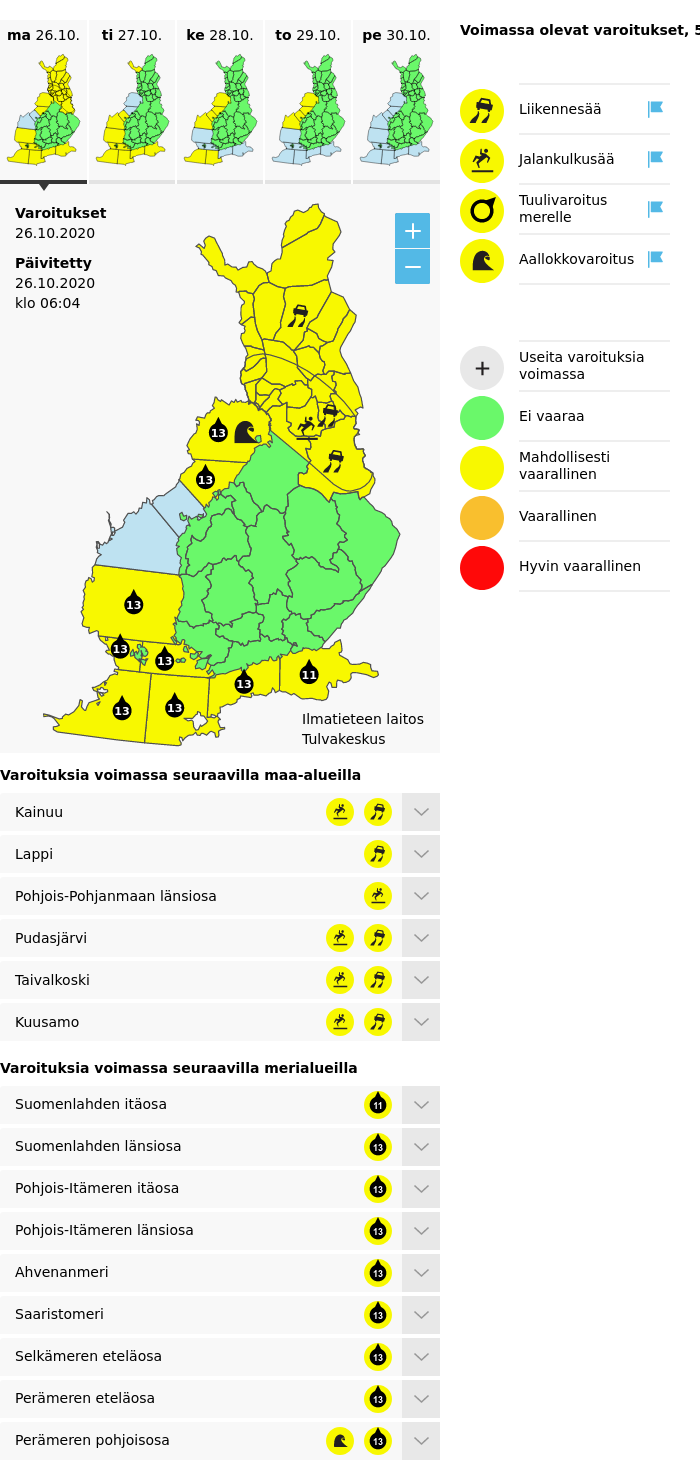 ma 26.10.
ti 27.10.
ke 28.10.
to 29.10.
pe 30.10.
Varoitukset
26.10.2020
Päivitetty
26.10.2020
klo 06:04
+
−
13
13
13
13
13
13
13
13
11
Ilmatieteen laitos
Tulvakeskus
Voimassa olevat varoitukset, 5
Liikennesää
Jalankulkusää
Tuulivaroitus
merelle
Aallokkovaroitus
+
Useita varoituksia
voimassa
Ei vaaraa
Mahdollisesti
vaarallinen
Vaarallinen
Hyvin vaarallinen
Varoituksia voimassa seuraavilla maa-alueilla
Kainuu
Lappi
Pohjois-Pohjanmaan länsiosa
Pudasjärvi
Taivalkoski
Kuusamo
Varoituksia voimassa seuraavilla merialueilla
Suomenlahden itäosa 11
Suomenlahden länsiosa 13
Pohjois-Itämeren itäosa 13
Pohjois-Itämeren länsiosa 13
Ahvenanmeri 13
Saaristomeri 13
Selkämeren eteläosa 13
Perämeren eteläosa 13
Perämeren pohjoisosa 13